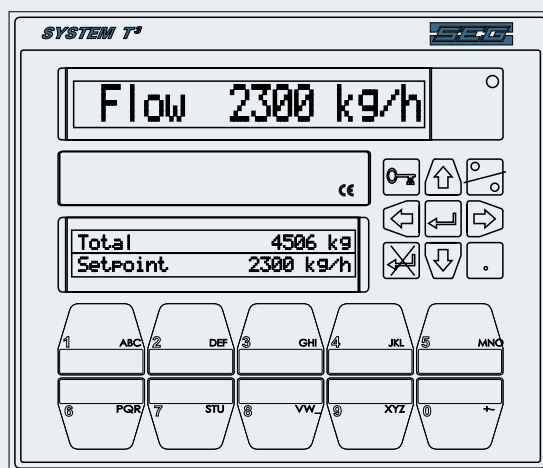 SYSTEM T³ SEG
Flow 2300 kg/h
CE
Total 4506 kg
Setpoint 2300 kg/h
.
1 ABC 2 DEF 3 GHI 4 JKL 5 MNO
6 PQR 7 STU 8 VW_ 9 XYZ 0 +-